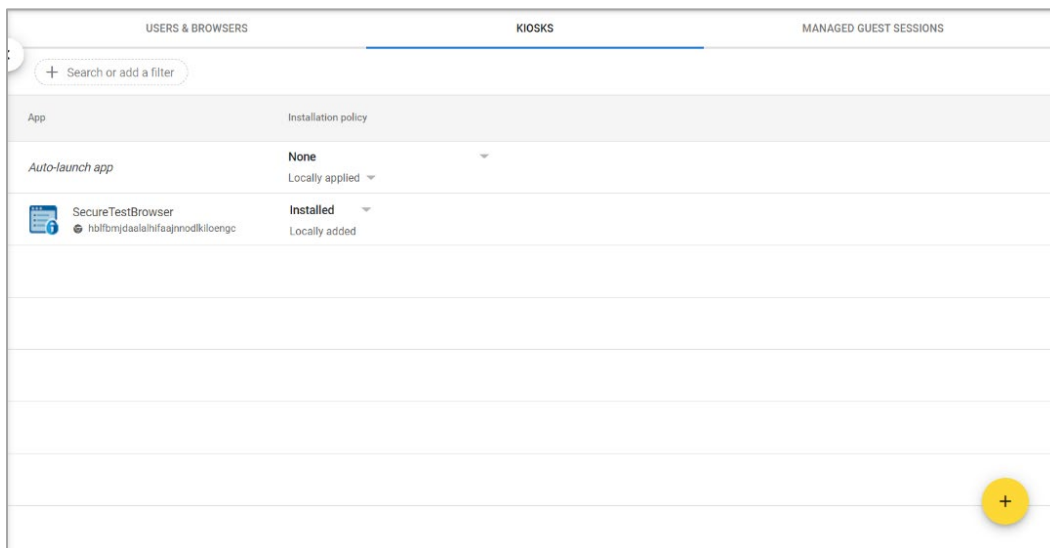 USERS & BROWSERS
KIOSKS
MANAGED GUEST SESSIONS
+ Search or add a filter
App
Installation policy
Auto-launch app
None
Locally applied
SecureTestBrowser
hblfbmjdaalalhifaajnnodlkiloengc
Installed
Locally added
+